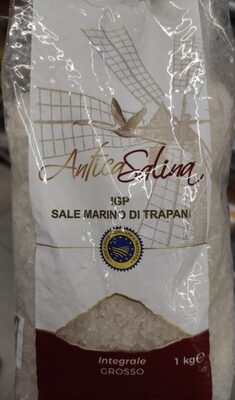 Antica Salina
IGP
SALE MARINO DI TRAPANI
Integrale
GROSSO
1 kg e